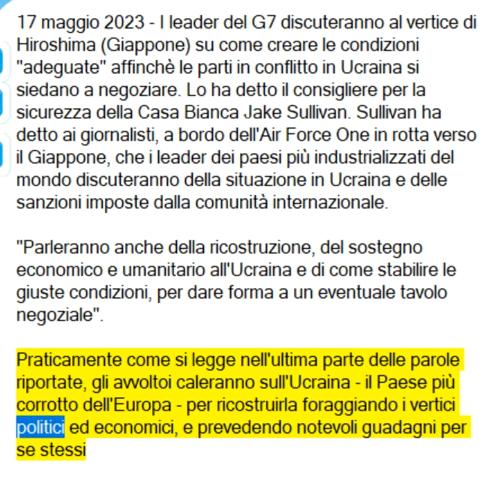 17 maggio 2023 - I leader del G7 discuteranno al vertice di
Hiroshima (Giappone) su come creare le condizioni
"adeguate" affinchè le parti in conflitto in Ucraina si
siedano a negoziare. Lo ha detto il consigliere per la
sicurezza della Casa Bianca Jake Sullivan. Sullivan ha
detto ai giornalisti, a bordo dell'Air Force One in rotta verso
il Giappone, che i leader dei paesi più industrializzati del
mondo discuteranno della situazione in Ucraina e delle
sanzioni imposte dalla comunità internazionale.
"Parleranno anche della ricostruzione, del sostegno
economico e umanitario all'Ucraina e di come stabilire le
giuste condizioni, per dare forma a un eventuale tavolo
negoziale".
Praticamente come si legge nell'ultima parte delle parole
riportate, gli avvoltoi caleranno sull'Ucraina - il Paese più
corrotto dell'Europa - per ricostruirla foraggiando i vertici
politici ed economici, e prevedendo notevoli guadagni per
se stessi